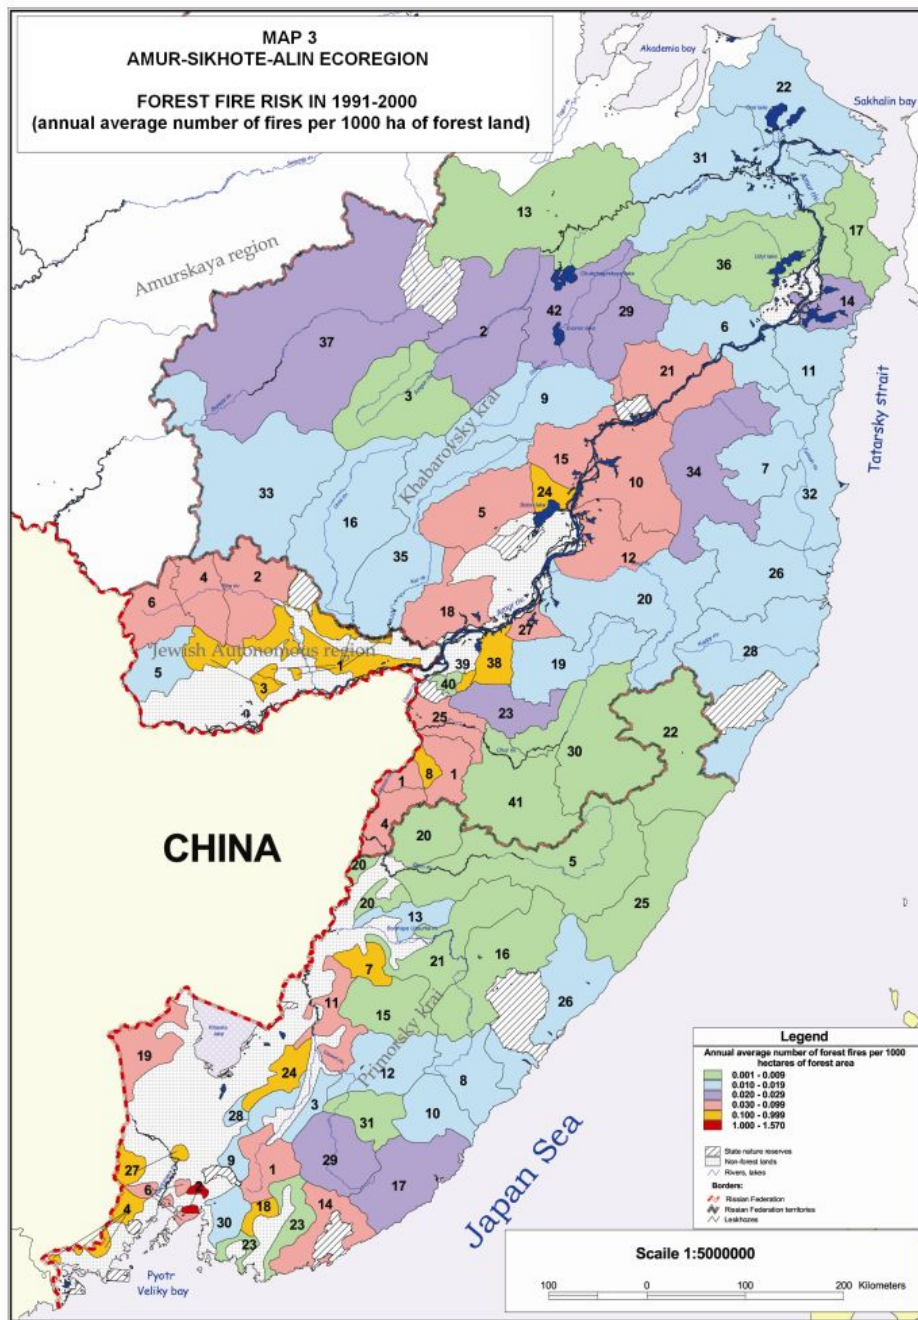 MAP 3
AMUR-SIKHOTE-ALIN ECOREGION
FOREST FIRE RISK IN 1991-2000
(annual average number of fires per 1000 ha of forest land)
Akademia bay
22
Sakhalin bay
31
13
17
Amurskaya region
36
14
42
29
2
37
6
21
11
3
9
Tatarsky strait
Khabarovsky krai
15
34
7
10
24
33
32
16
5
35
12
26
2
4
6
20
18
27
Jewish Autonomous region
28
5
1
39
38
19
3
40
23
25
22
30
8
1
1
41
4
CHINA
20
5
20
20
25
13
16
21
7
26
11
15
Primorsky krai
19
24
12
8
3
28
10
31
9
27
1
29
2
17
6
4
18
14
30
23
23
Japan Sea
Pyotr
Veliky bay
Legend
Annual average number of forest fires per 1000
hectares of forest area
0.001 - 0.009
0.010 - 0.019
0.020 - 0.029
0.030 - 0.099
0.100 - 0.999
1.000 - 1.570
State nature reserves
Non-forest lands
Rivers, lakes
Borders:
Rissian Federation
Rissian Federation territories
Leskhozes
Scaile 1:5000000
100 0 100 200 Kilometers